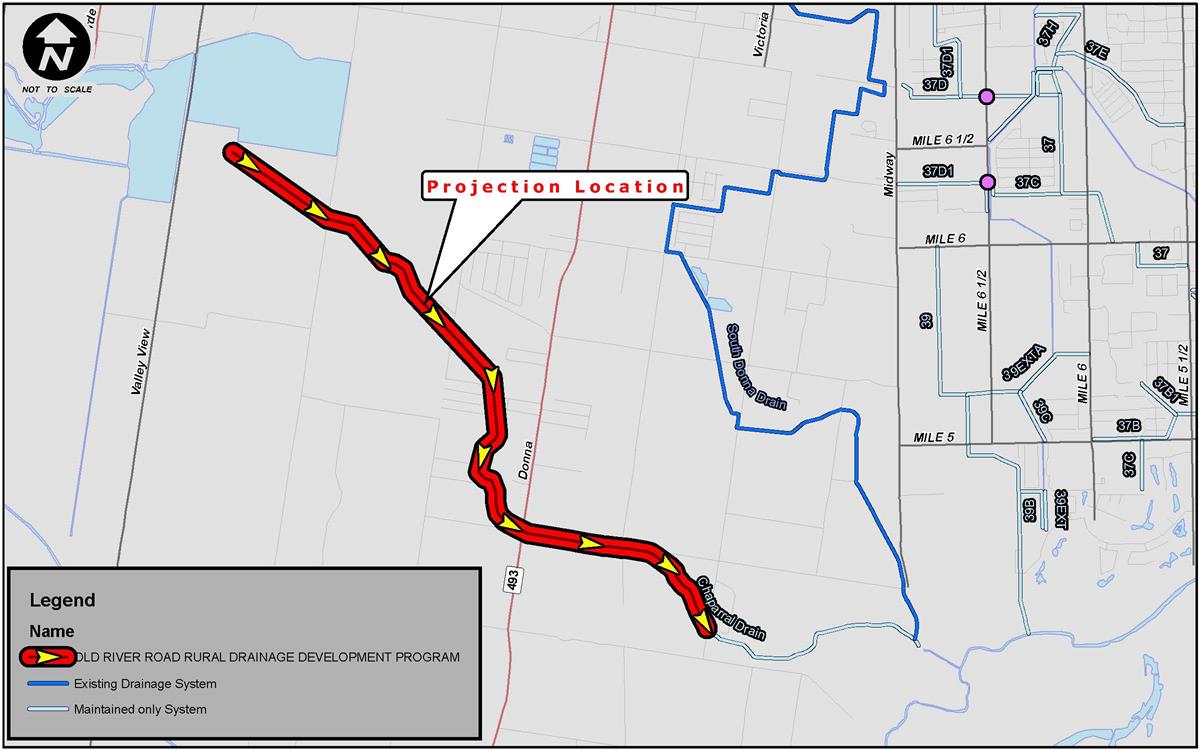 N
NOT TO SCALE
de
Victoria
37H
37E
37D1
37D
MILE 6 1/2
37
37D1
37C
Midway
Projection Location
MILE 6
37
MILE 6 1/2
39
Valley View
South Donna Drain
39EXTA
MILE 6
MILE 5 1/2
37B1
39C
37B
MILE 5
Donna
37C
39B
39EXT
493
Chaparral Drain
Legend
Name
OLD RIVER ROAD RURAL DRAINAGE DEVELOPMENT PROGRAM
Existing Drainage System
Maintained only System